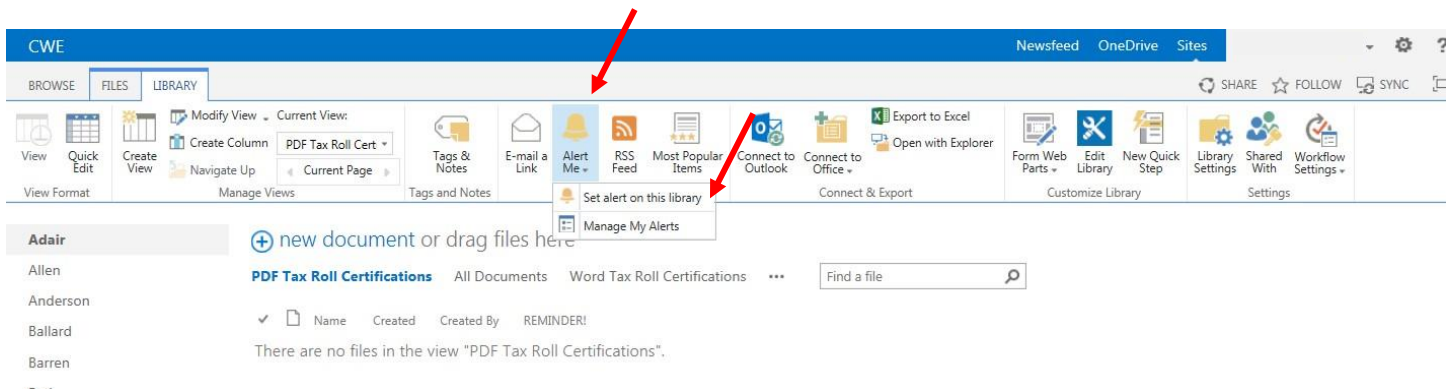 CWE Newsfeed OneDrive Sites ?
BROWSE FILES LIBRARY SHARE FOLLOW SYNC
View
Quick Edit
View Format
Create View
Modify View
Create Column
Navigate Up
Current View:
PDF Tax Roll Cert
Current Page
Manage Views
Tags & Notes
Tags and Notes
E-mail a Link
Alert Me
RSS Feed
Most Popular Items
Set alert on this library
Manage My Alerts
Connect to Outlook
Connect to Office
Export to Excel
Open with Explorer
Connect & Export
Form Web Parts
Edit Library
New Quick Step
Customize Library
Library Settings
Shared With
Workflow Settings
Settings
Adair
Allen
Anderson
Ballard
Barren
new document or drag files here
PDF Tax Roll Certifications All Documents Word Tax Roll Certifications ••• Find a file
Name Created Created By REMINDER!
There are no files in the view "PDF Tax Roll Certifications".